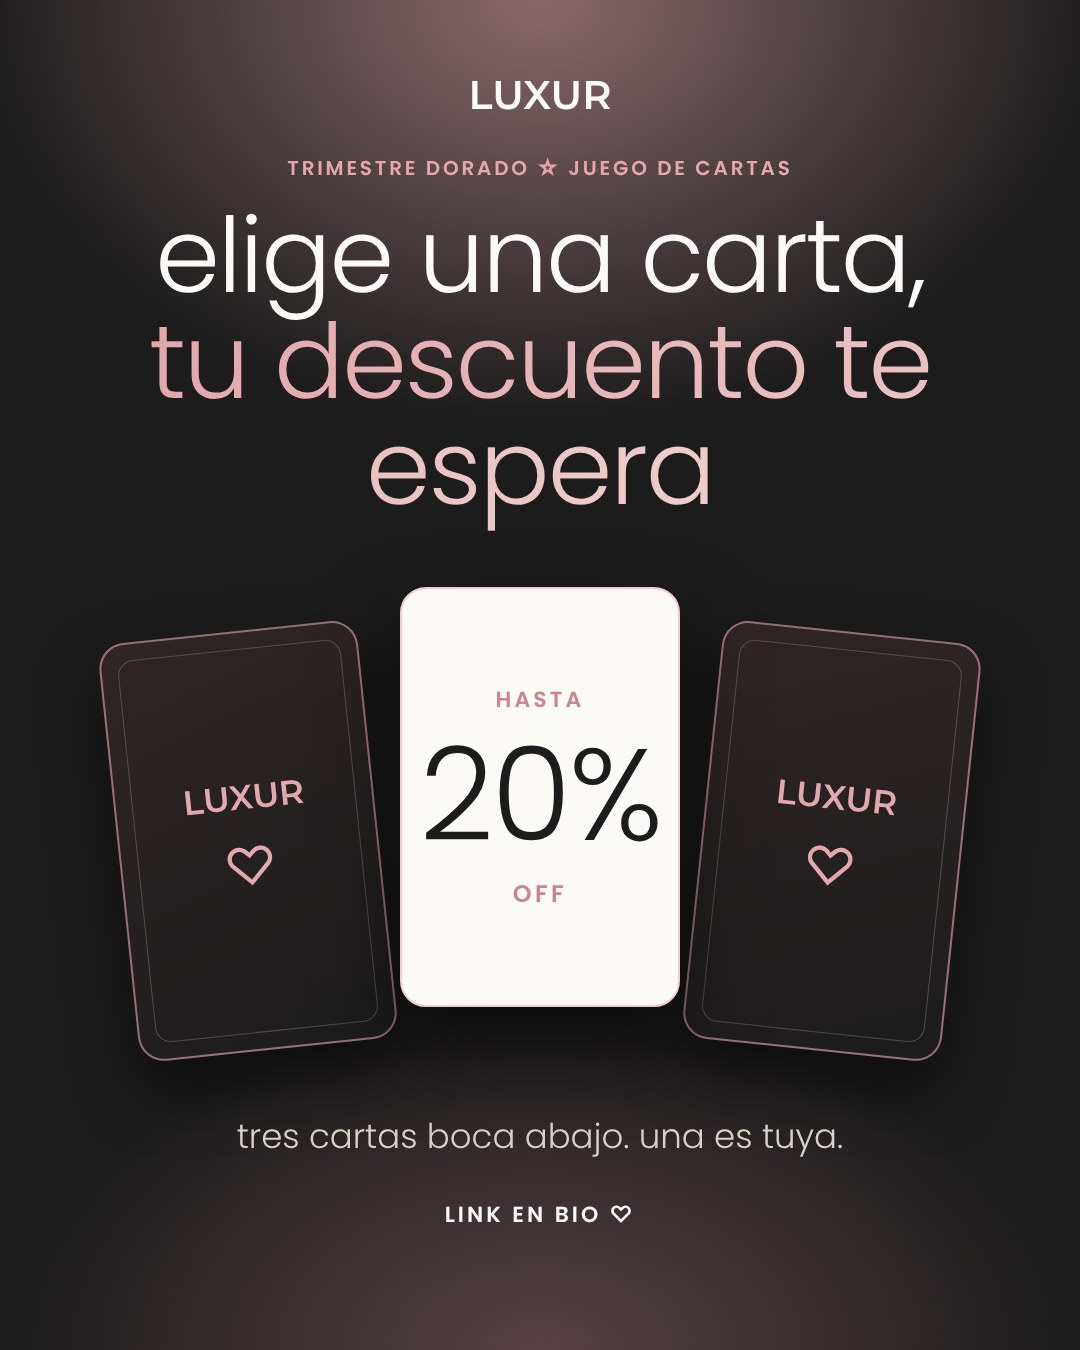 LUXUR
TRIMESTRE DORADO ☆ JUEGO DE CARTAS
elige una carta,
tu descuento te
espera
HASTA
20%
OFF
LUXUR
♡
LUXUR
♡
tres cartas boca abajo. una es tuya.
LINK EN BIO ♡